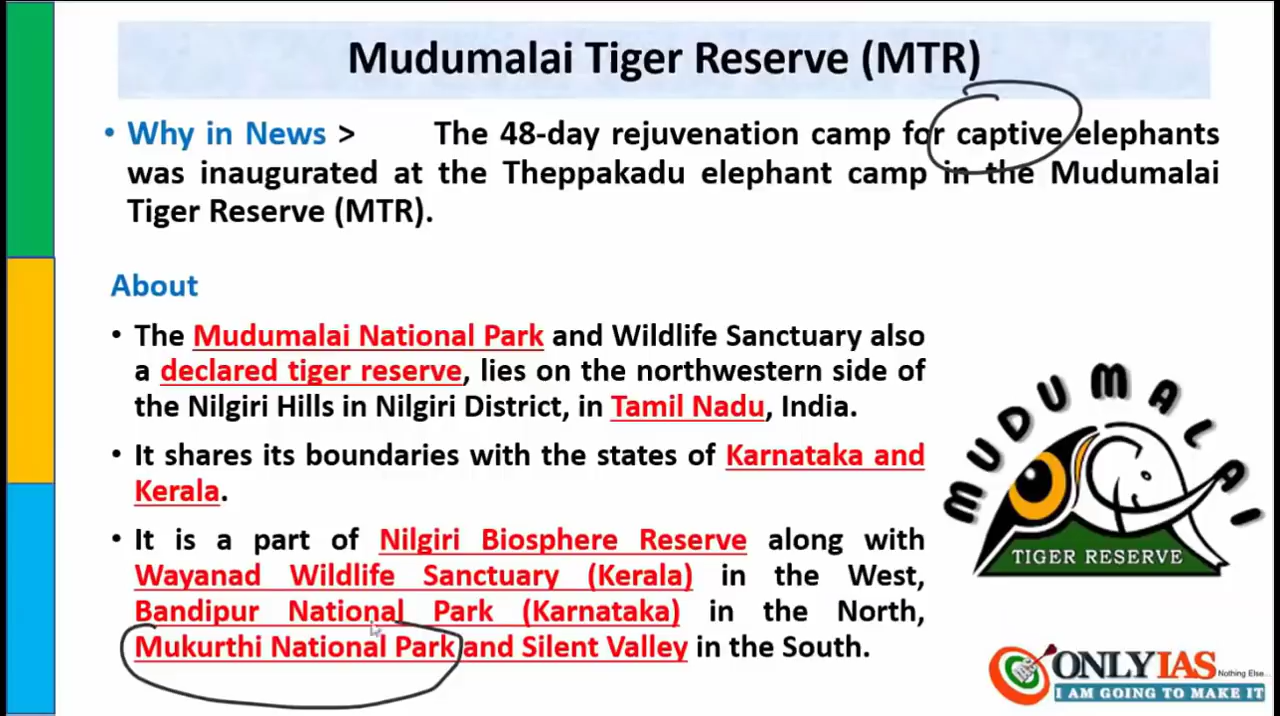 Mudumalai Tiger Reserve (MTR)
• Why in News > The 48-day rejuvenation camp for captive elephants
was inaugurated at the Theppakadu elephant camp in the Mudumalai
Tiger Reserve (MTR).
About
• The Mudumalai National Park and Wildlife Sanctuary also
a declared tiger reserve, lies on the northwestern side of
the Nilgiri Hills in Nilgiri District, in Tamil Nadu, India.
• It shares its boundaries with the states of Karnataka and
Kerala.
• It is a part of Nilgiri Biosphere Reserve along with
Wayanad Wildlife Sanctuary (Kerala) in the West,
Bandipur National Park (Karnataka) in the North,
Mukurthi National Park and Silent Valley in the South.
MUDUMALAI
TIGER RESERVE
ONLYIAS Nothing Else...
I AM GOING TO MAKE IT